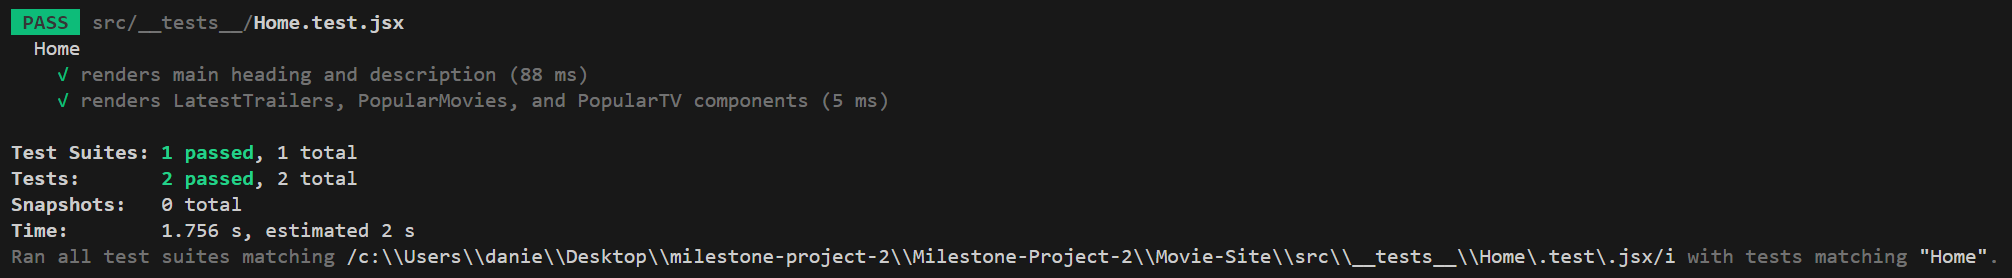 PASS src/__tests__/Home.test.jsx
Home
√ renders main heading and description (88 ms)
√ renders LatestTrailers, PopularMovies, and PopularTV components (5 ms)
Test Suites: 1 passed, 1 total
Tests: 2 passed, 2 total
Snapshots: 0 total
Time: 1.756 s, estimated 2 s
Ran all test suites matching /c:\\Users\\danie\\Desktop\\milestone-project-2\\Milestone-Project-2\\Movie-Site\\src\\__tests__\\Home\.test\.jsx/i with tests matching "Home".